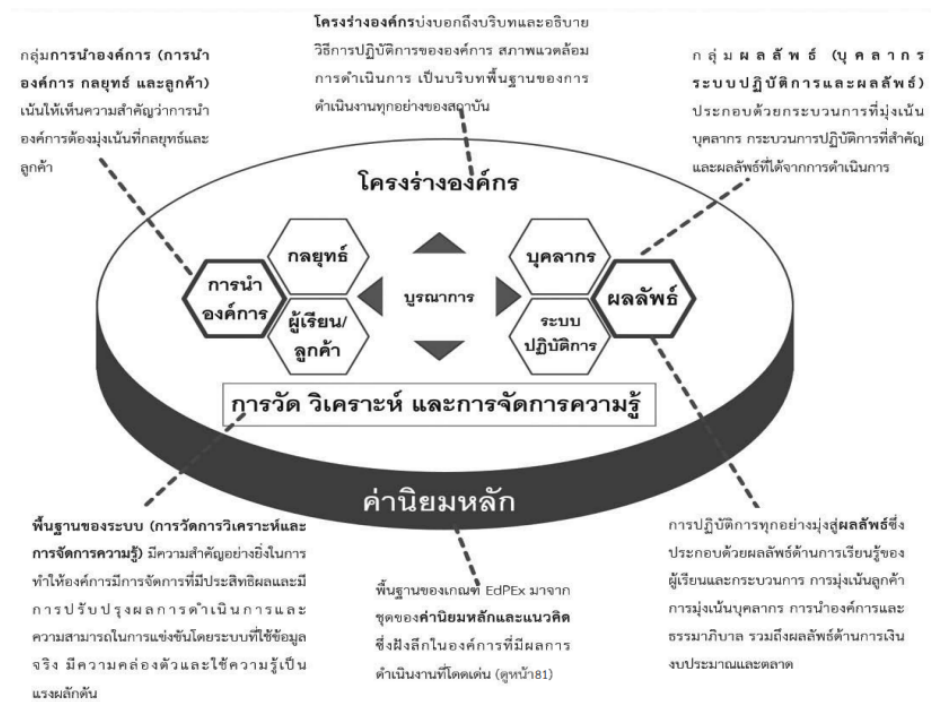 โครงร่างองค์กรบ่งบอกถึงบริบทและอธิบาย
วิธีการปฏิบัติการขององค์กร สภาพแวดล้อม
การดำเนินการ เป็นบริบทพื้นฐานของการ
ดำเนินงานทุกอย่างของสถาบัน
กลุ่มการนำองค์การ (การนำ
องค์การ กลยุทธ์ และลูกค้า)
เน้นให้เห็นความสำคัญว่าการนำ
องค์การต้องมุ่งเน้นที่กลยุทธ์และ
ลูกค้า
กลุ่มผลลัพธ์ (บุคลากร
ระบบปฏิบัติการและผลลัพธ์)
ประกอบด้วยกระบวนการที่มุ่งเน้น
บุคลากร กระบวนการปฏิบัติการที่สำคัญ
และผลลัพธ์ที่ได้จากการดำเนินการ
โครงร่างองค์กร
กลยุทธ์
การนำ
องค์การ
ผู้เรียน/
ลูกค้า
บูรณาการ
บุคลากร
ผลลัพธ์
ระบบ
ปฏิบัติการ
การวัด วิเคราะห์ และการจัดการความรู้
ค่านิยมหลัก
พื้นฐานของระบบ (การวัดการวิเคราะห์และ
การจัดการความรู้) มีความสำคัญอย่างยิ่งในการ
ทำให้องค์การมีการจัดการที่มีประสิทธิผลและมี
การปรับปรุงผลการดำเนินการและ
ความสามารถในการแข่งขันโดยระบบที่ใช้ข้อมูล
จริง มีความคล่องตัวและใช้ความรู้เป็น
แรงผลักดัน
พื้นฐานของเกณฑ์ EdPEx มาจาก
ชุดของค่านิยมหลักและแนวคิด
ซึ่งฝังลึกในองค์การที่มีผลการ
ดำเนินงานที่โดดเด่น (ดูหน้า81)
การปฏิบัติการทุกอย่างมุ่งสู่ผลลัพธ์ซึ่ง
ประกอบด้วยผลลัพธ์ด้านการเรียนรู้ของ
ผู้เรียนและกระบวนการ การมุ่งเน้นลูกค้า
การมุ่งเน้นบุคลากร การนำองค์การและ
ธรรมาภิบาล รวมถึงผลลัพธ์ด้านการเงิน
งบประมาณและตลาด